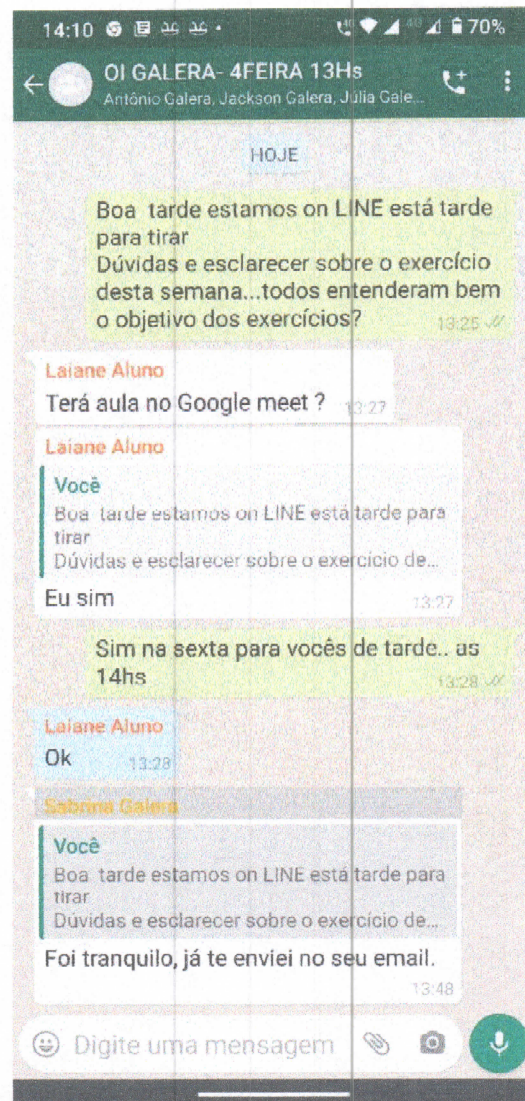 14:10
70%
OI GALERA- 4FEIRA 13Hs
Antônio Galera, Jackson Galera, Júlia Gale...
HOJE
Boa tarde estamos on LINE está tarde
para tirar
Dúvidas e esclarecer sobre o exercício
desta semana...todos entenderam bem
o objetivo dos exercícios?
13:25
Laiane Aluno
Terá aula no Google meet ?
13:27
Laiane Aluno
Você
Boa tarde estamos on LINE está tarde para
tirar
Dúvidas e esclarecer sobre o exercício de...
Eu sim
13:27
Sim na sexta para vocês de tarde.. as
14hs
13:28
Laiane Aluno
Ok
13:28
Sabrina Galera
Você
Boa tarde estamos on LINE está tarde para
tirar
Dúvidas e esclarecer sobre o exercício de...
Foi tranquilo, já te enviei no seu email.
13:48
Digite uma mensagem